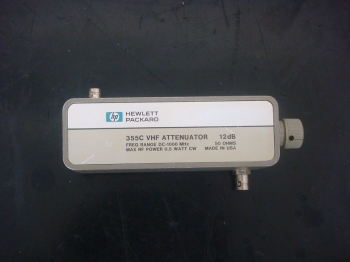 hp HEWLETT
PACKARD
355C VHF ATTENUATOR 12dB
FREQ RANGE DC-1000 MHz 50 OHMS
MAX RF POWER 0.5 WATT CW MADE IN USA